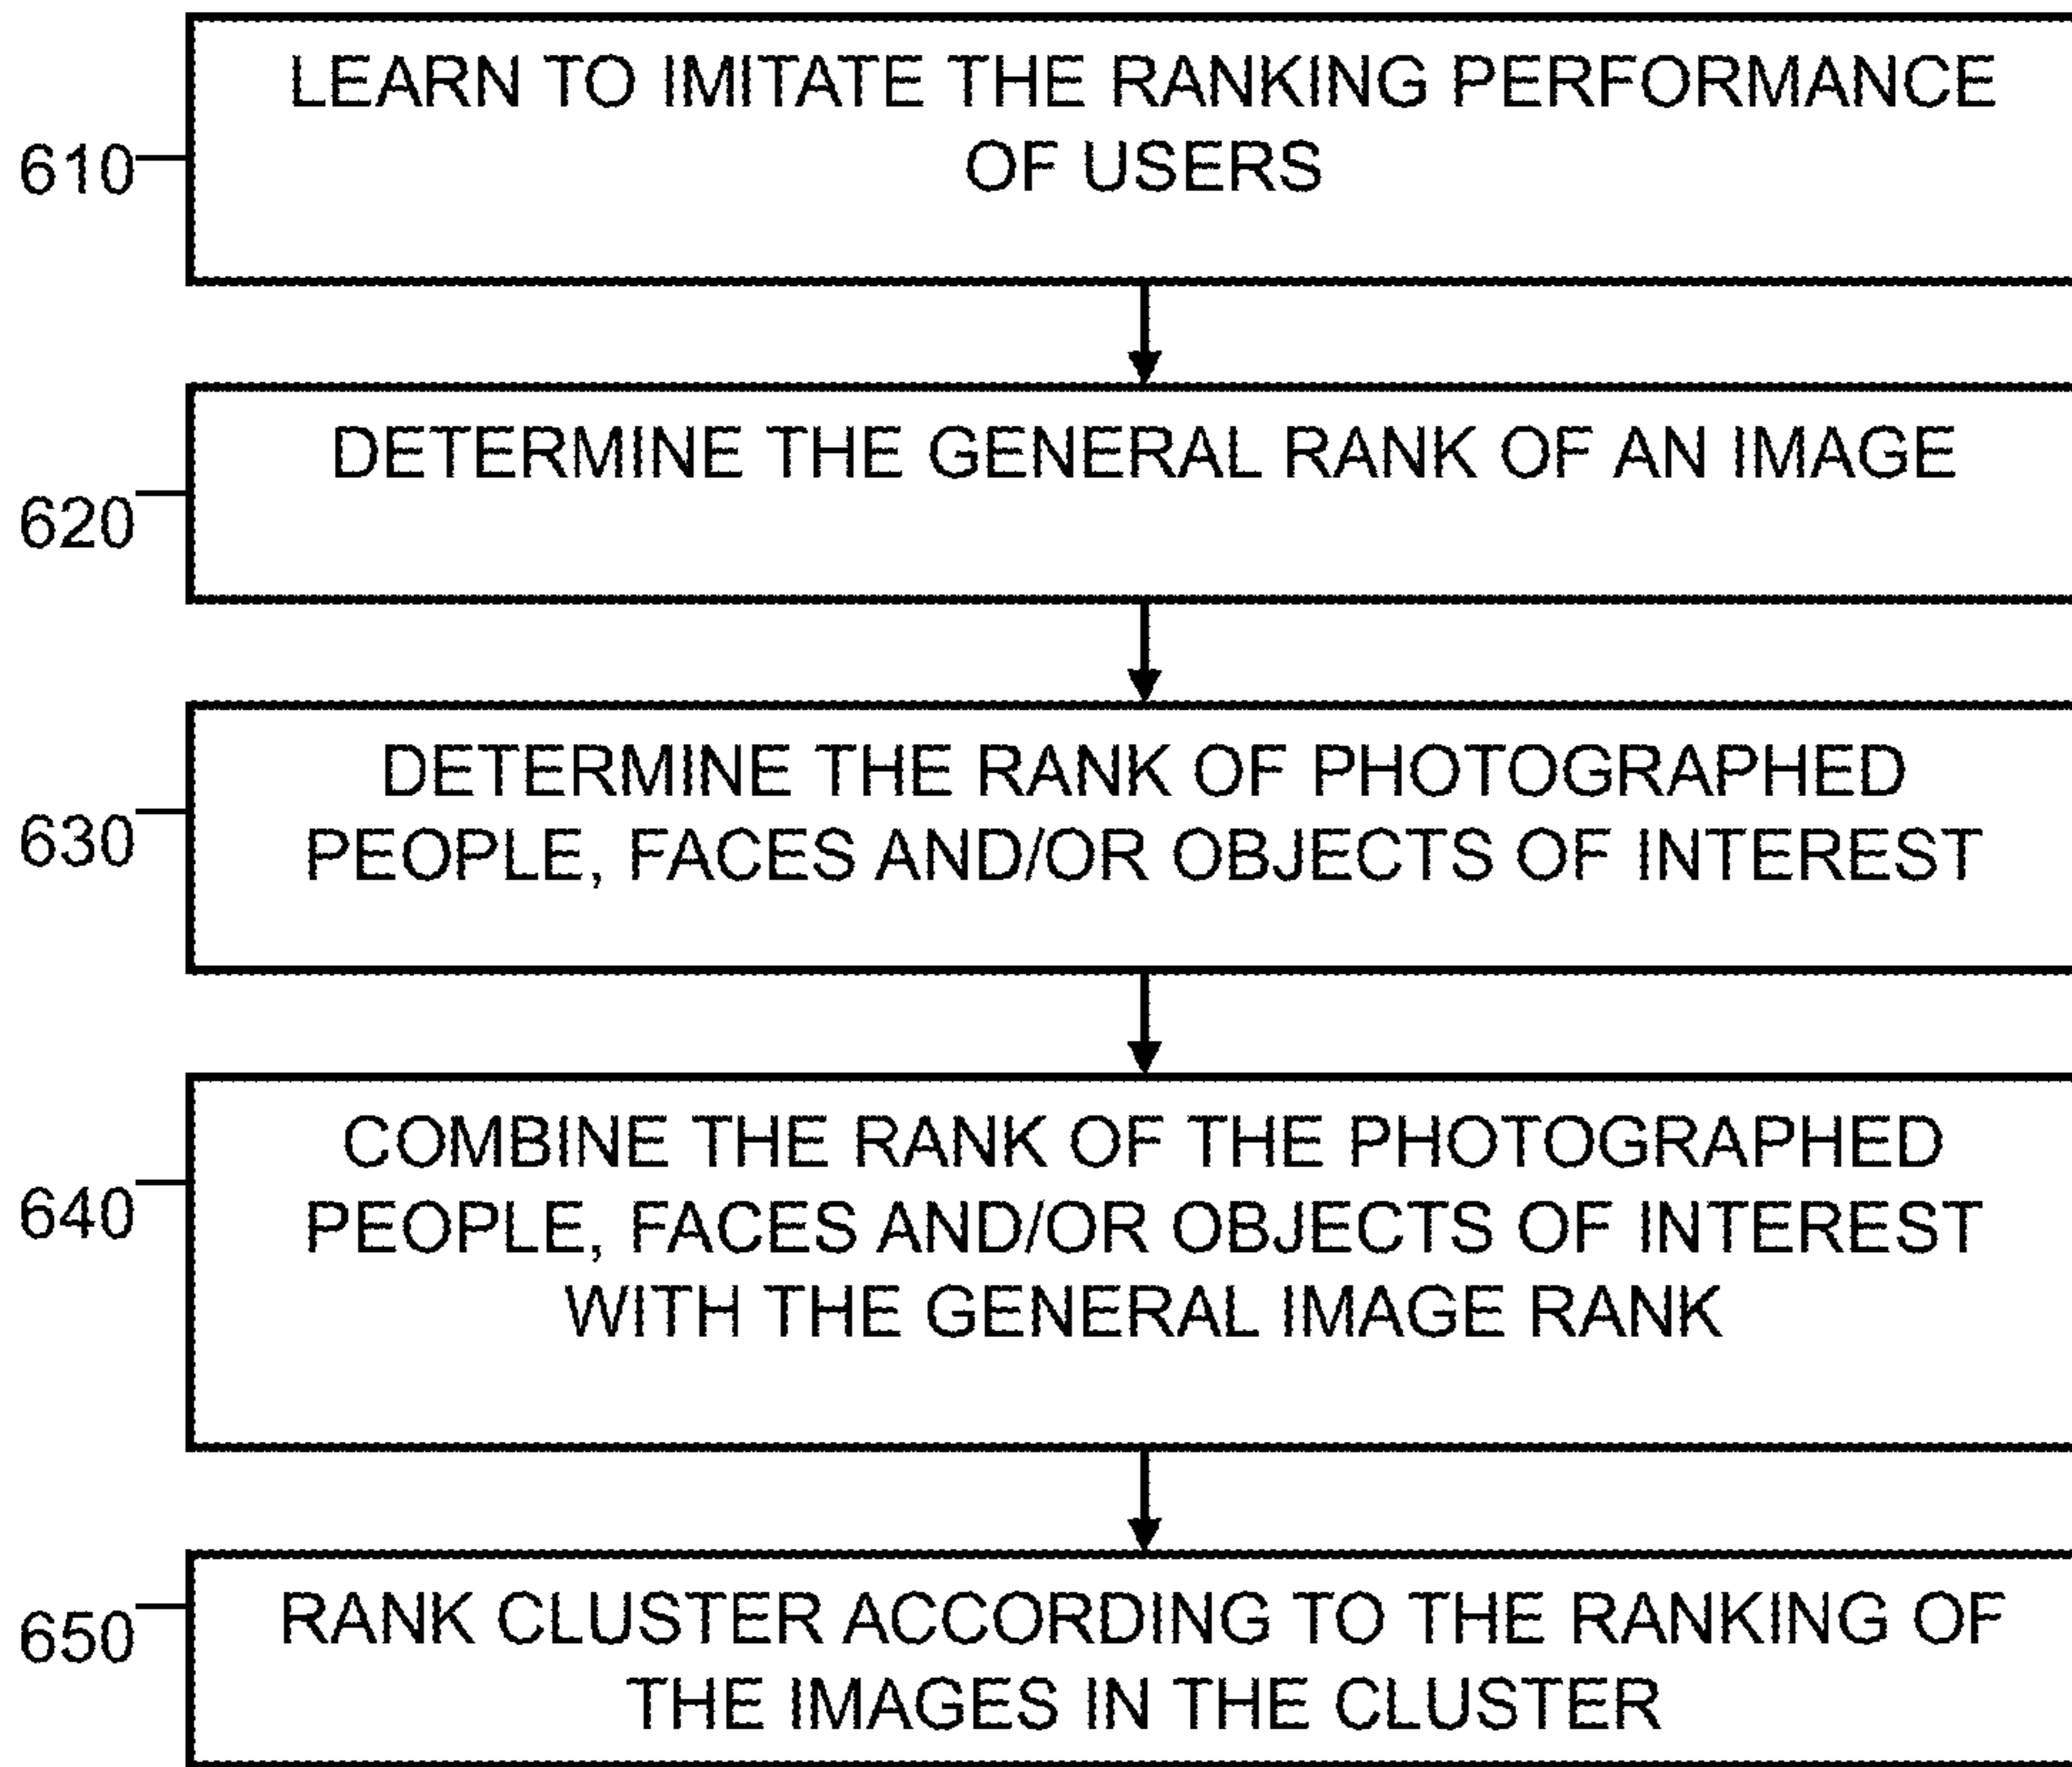 LEARN TO IMITATE THE RANKING PERFORMANCE
OF USERS
610
DETERMINE THE GENERAL RANK OF AN IMAGE
620
DETERMINE THE RANK OF PHOTOGRAPHED
PEOPLE, FACES AND/OR OBJECTS OF INTEREST
630
COMBINE THE RANK OF THE PHOTOGRAPHED
PEOPLE, FACES AND/OR OBJECTS OF INTEREST
WITH THE GENERAL IMAGE RANK
640
RANK CLUSTER ACCORDING TO THE RANKING OF
THE IMAGES IN THE CLUSTER
650